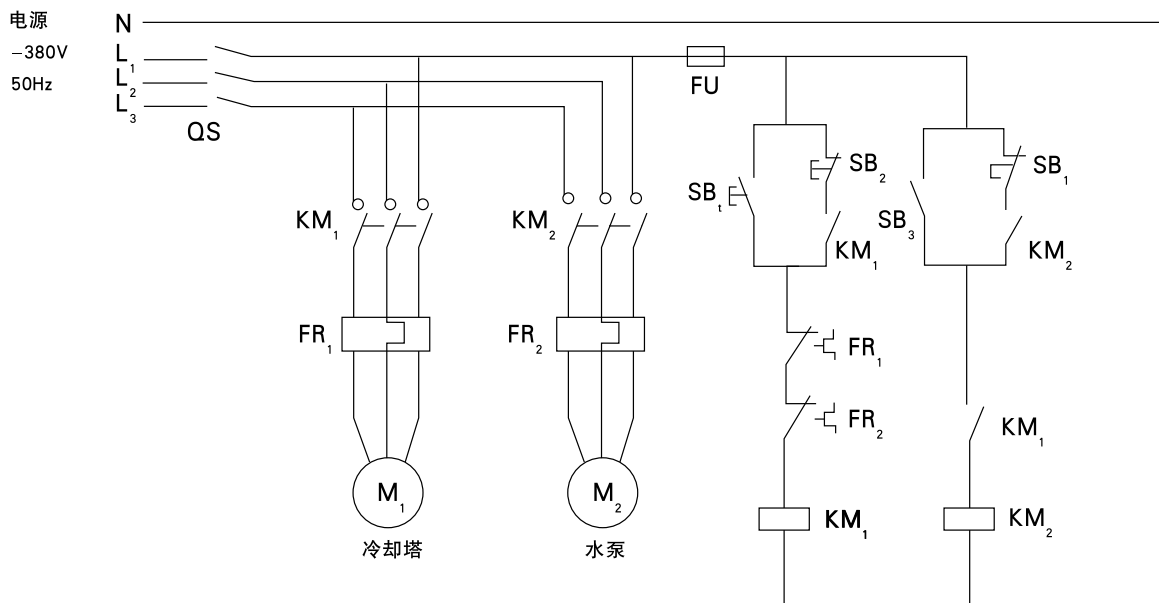 电源
N
−380V
L1
50Hz
L2
L3
QS
FU
SBt
SB2
SB1
KM1
KM2
SB3
KM1
KM2
FR1
FR2
FR1
FR2
KM1
M1
M2
KM1
KM2
冷却塔
水泵